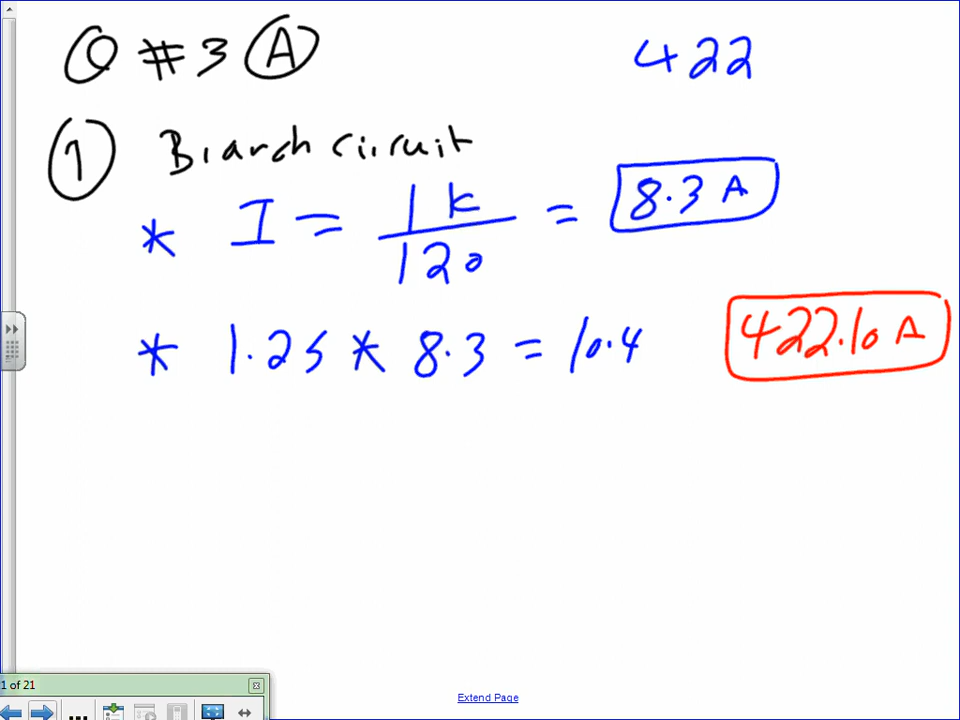 Q #3 A
422
1 Branch circuit
* I = 1k / 120 = 8.3 A
* 1.25 * 8.3 = 10.4
422.10 A
1 of 21
Extend Page